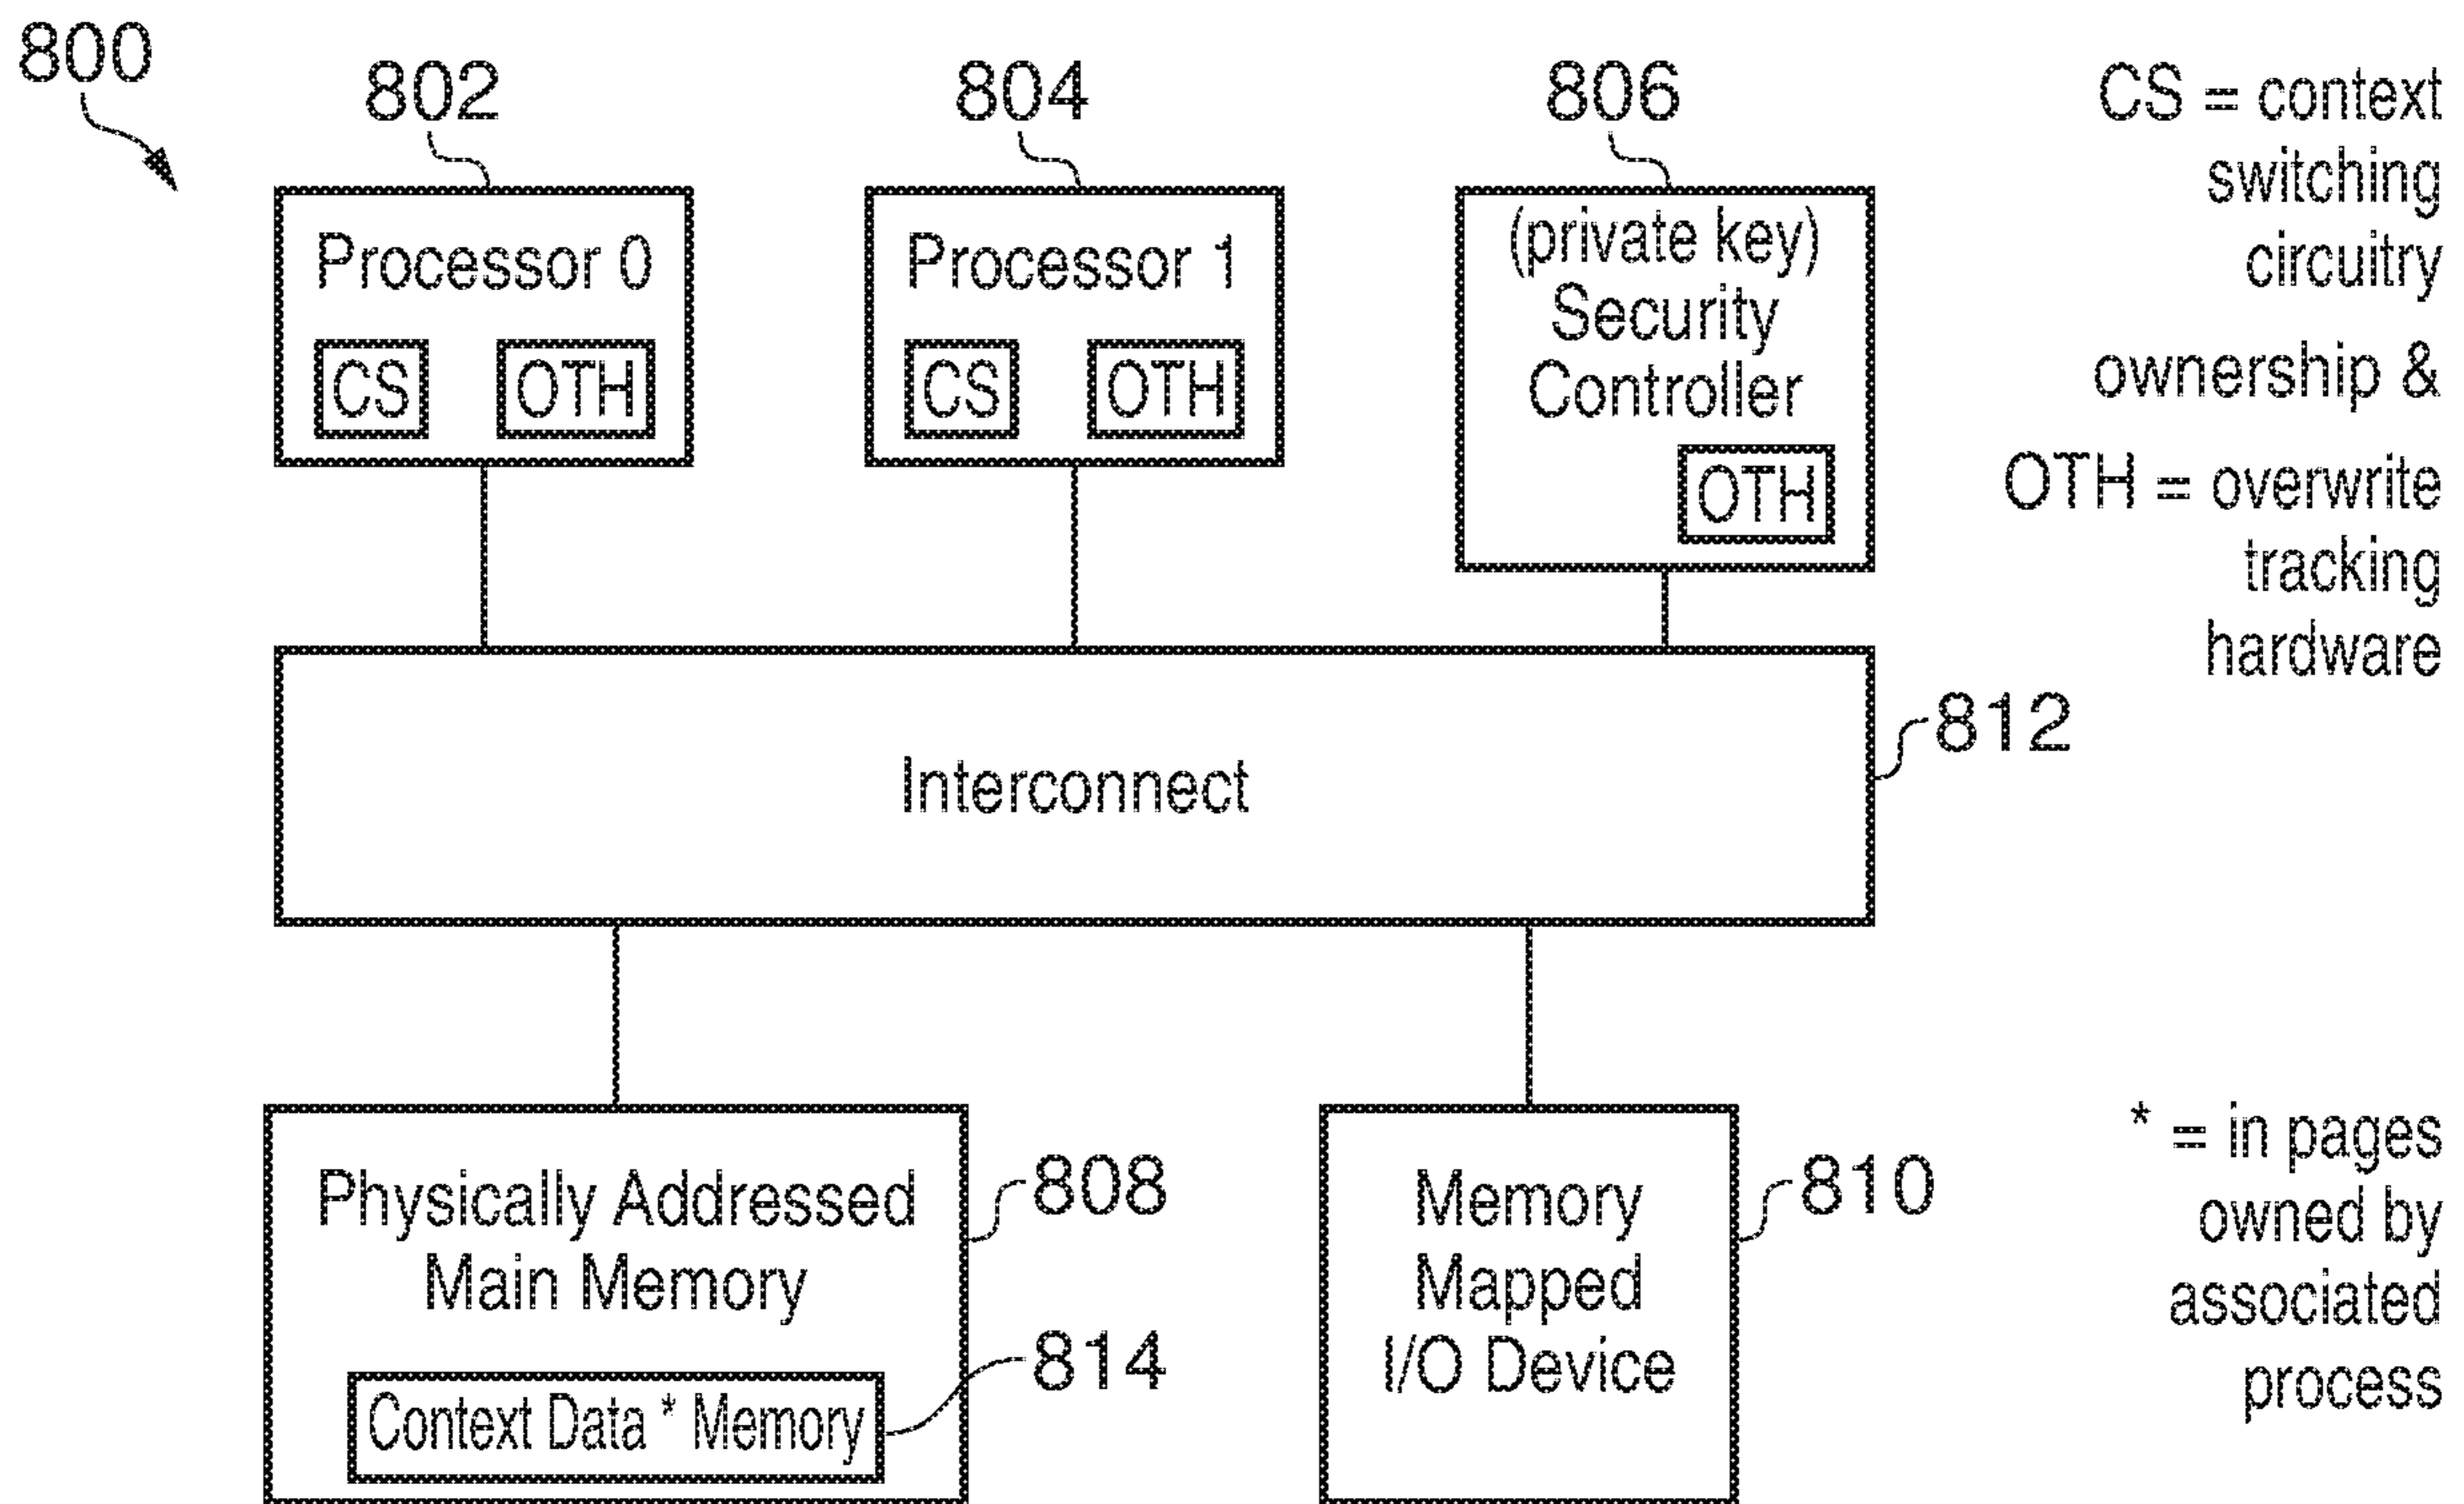 800
802
804
806
Processor 0
CS
OTH
Processor 1
CS
OTH
(private key)
Security
Controller
OTH
CS = context
switching
circuitry
ownership &
OTH = overwrite
tracking
hardware
Interconnect
812
Physically Addressed
Main Memory
808
Context Data * Memory
814
Memory
Mapped
I/O Device
810
* = in pages
owned by
associated
process